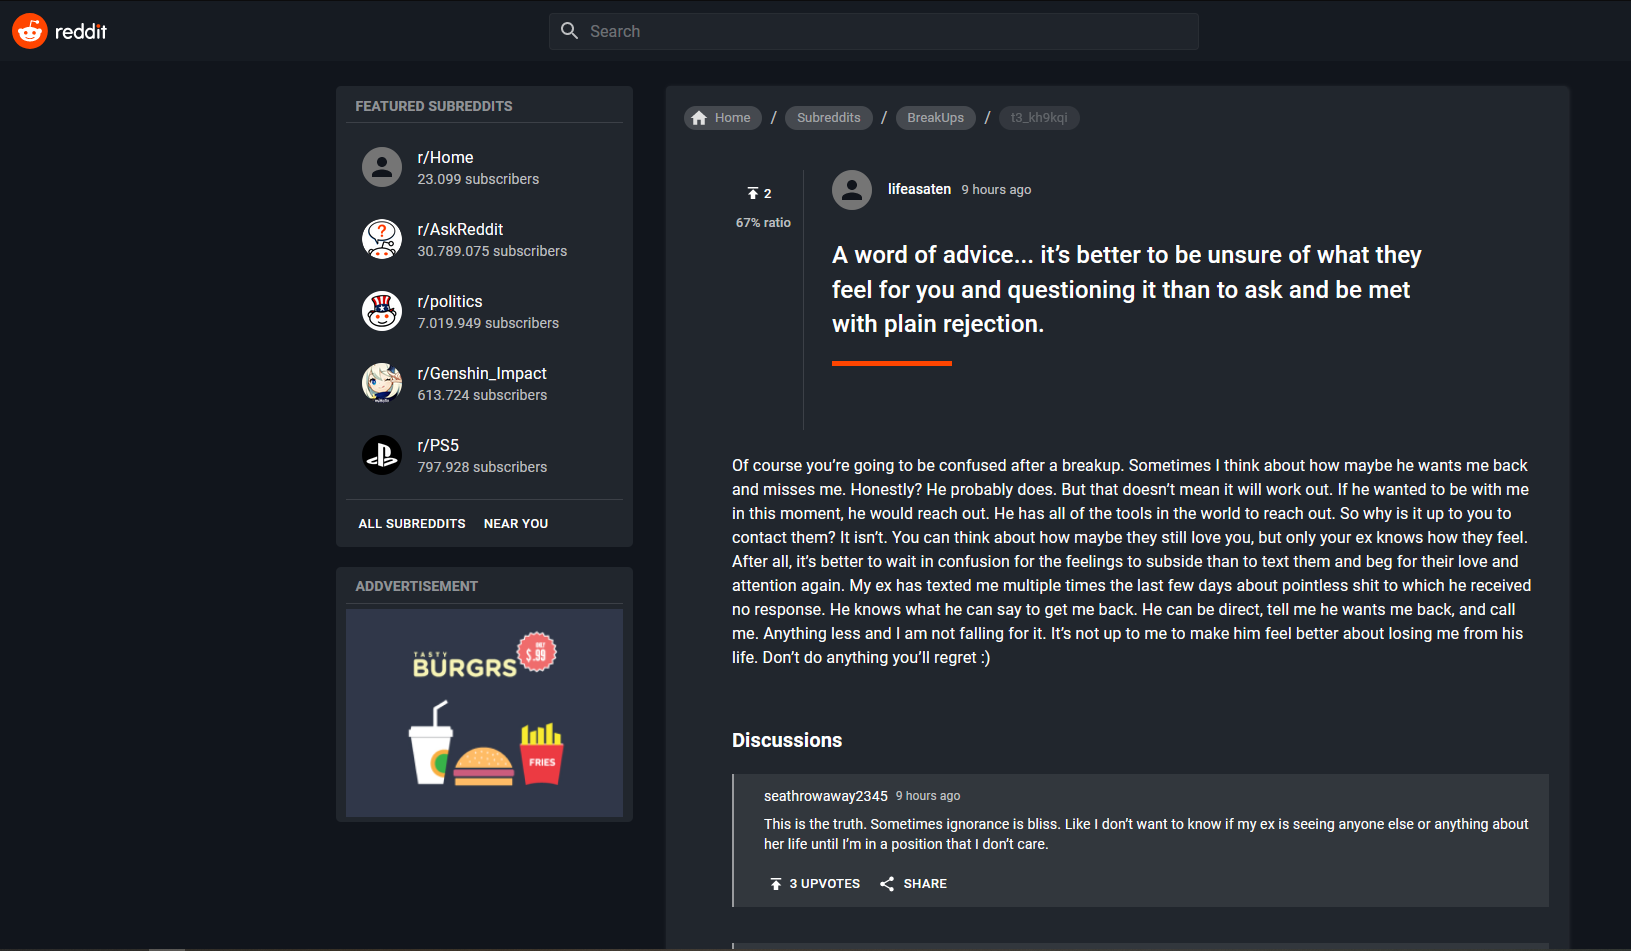 reddit
Search
FEATURED SUBREDDITS
r/Home
23.099 subscribers
r/AskReddit
30.789.075 subscribers
r/politics
7.019.949 subscribers
r/Genshin_Impact
613.724 subscribers
r/PS5
797.928 subscribers
ALL SUBREDDITS NEAR YOU
ADDVERTISEMENT
TASTY
BURGRS
ONLY
$.99
FRIES
Home / Subreddits / BreakUps / t3_kh9kqi
2
67% ratio
lifeasaten 9 hours ago
A word of advice... it’s better to be unsure of what they
feel for you and questioning it than to ask and be met
with plain rejection.
Of course you’re going to be confused after a breakup. Sometimes I think about how maybe he wants me back
and misses me. Honestly? He probably does. But that doesn’t mean it will work out. If he wanted to be with me
in this moment, he would reach out. He has all of the tools in the world to reach out. So why is it up to you to
contact them? It isn’t. You can think about how maybe they still love you, but only your ex knows how they feel.
After all, it’s better to wait in confusion for the feelings to subside than to text them and beg for their love and
attention again. My ex has texted me multiple times the last few days about pointless shit to which he received
no response. He knows what he can say to get me back. He can be direct, tell me he wants me back, and call
me. Anything less and I am not falling for it. It’s not up to me to make him feel better about losing me from his
life. Don’t do anything you’ll regret :)
Discussions
seathrowaway2345 9 hours ago
This is the truth. Sometimes ignorance is bliss. Like I don’t want to know if my ex is seeing anyone else or anything about
her life until I’m in a position that I don’t care.
3 UPVOTES SHARE